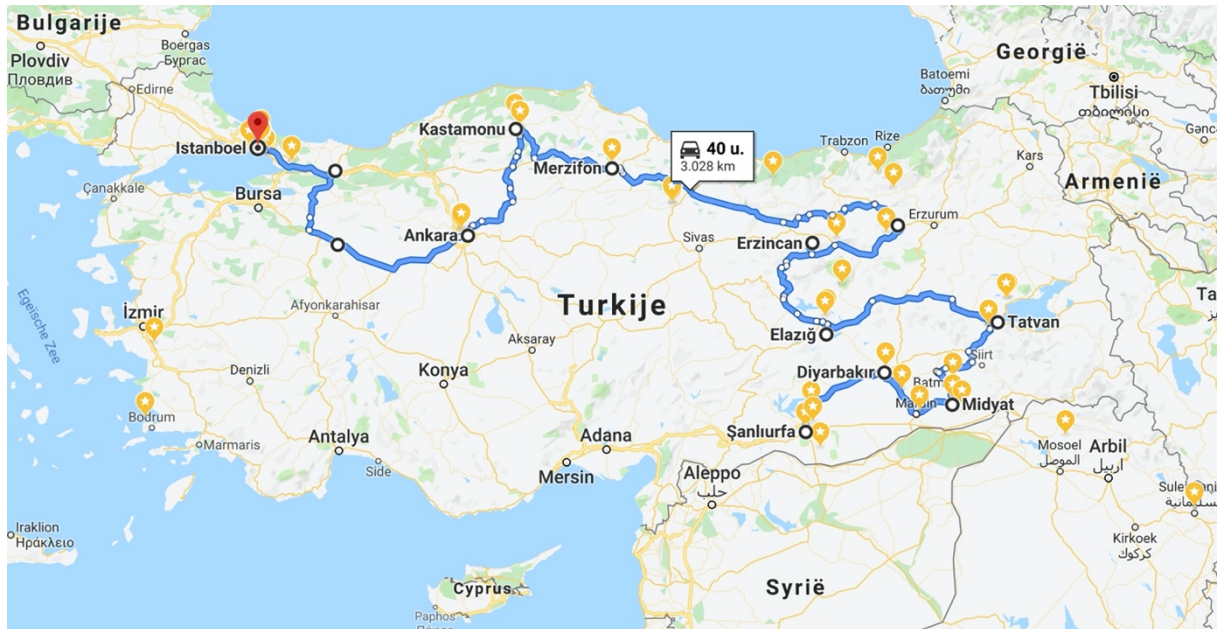 Bulgarije
Boergas
Бургас
Plovdiv
Пловдив
Edirne
Georgië
Batoemi
ბათუმი
Tbilisi
თბილისი
Trabzon
Rize
Kars
Armenië
Kastamonu
Istanboel
Merzifon
40 u.
3.028 km
Çanakkale
Bursa
Ankara
Sivas
Erzincan
Erzurum
Egeïsche Zee
İzmir
Afyonkarahisar
Turkije
Aksaray
Elazığ
Tatvan
Siirt
Denizli
Konya
Diyarbakır
Midyat
Bodrum
Marmaris
Antalya
Side
Adana
Mersin
Şanlıurfa
Mosoel
الموصل
Arbil
اربيل
Aleppo
حلب
Kirkoek
كركوك
Iraklion
Ηράκλειο
Cyprus
Paphos
Syrië